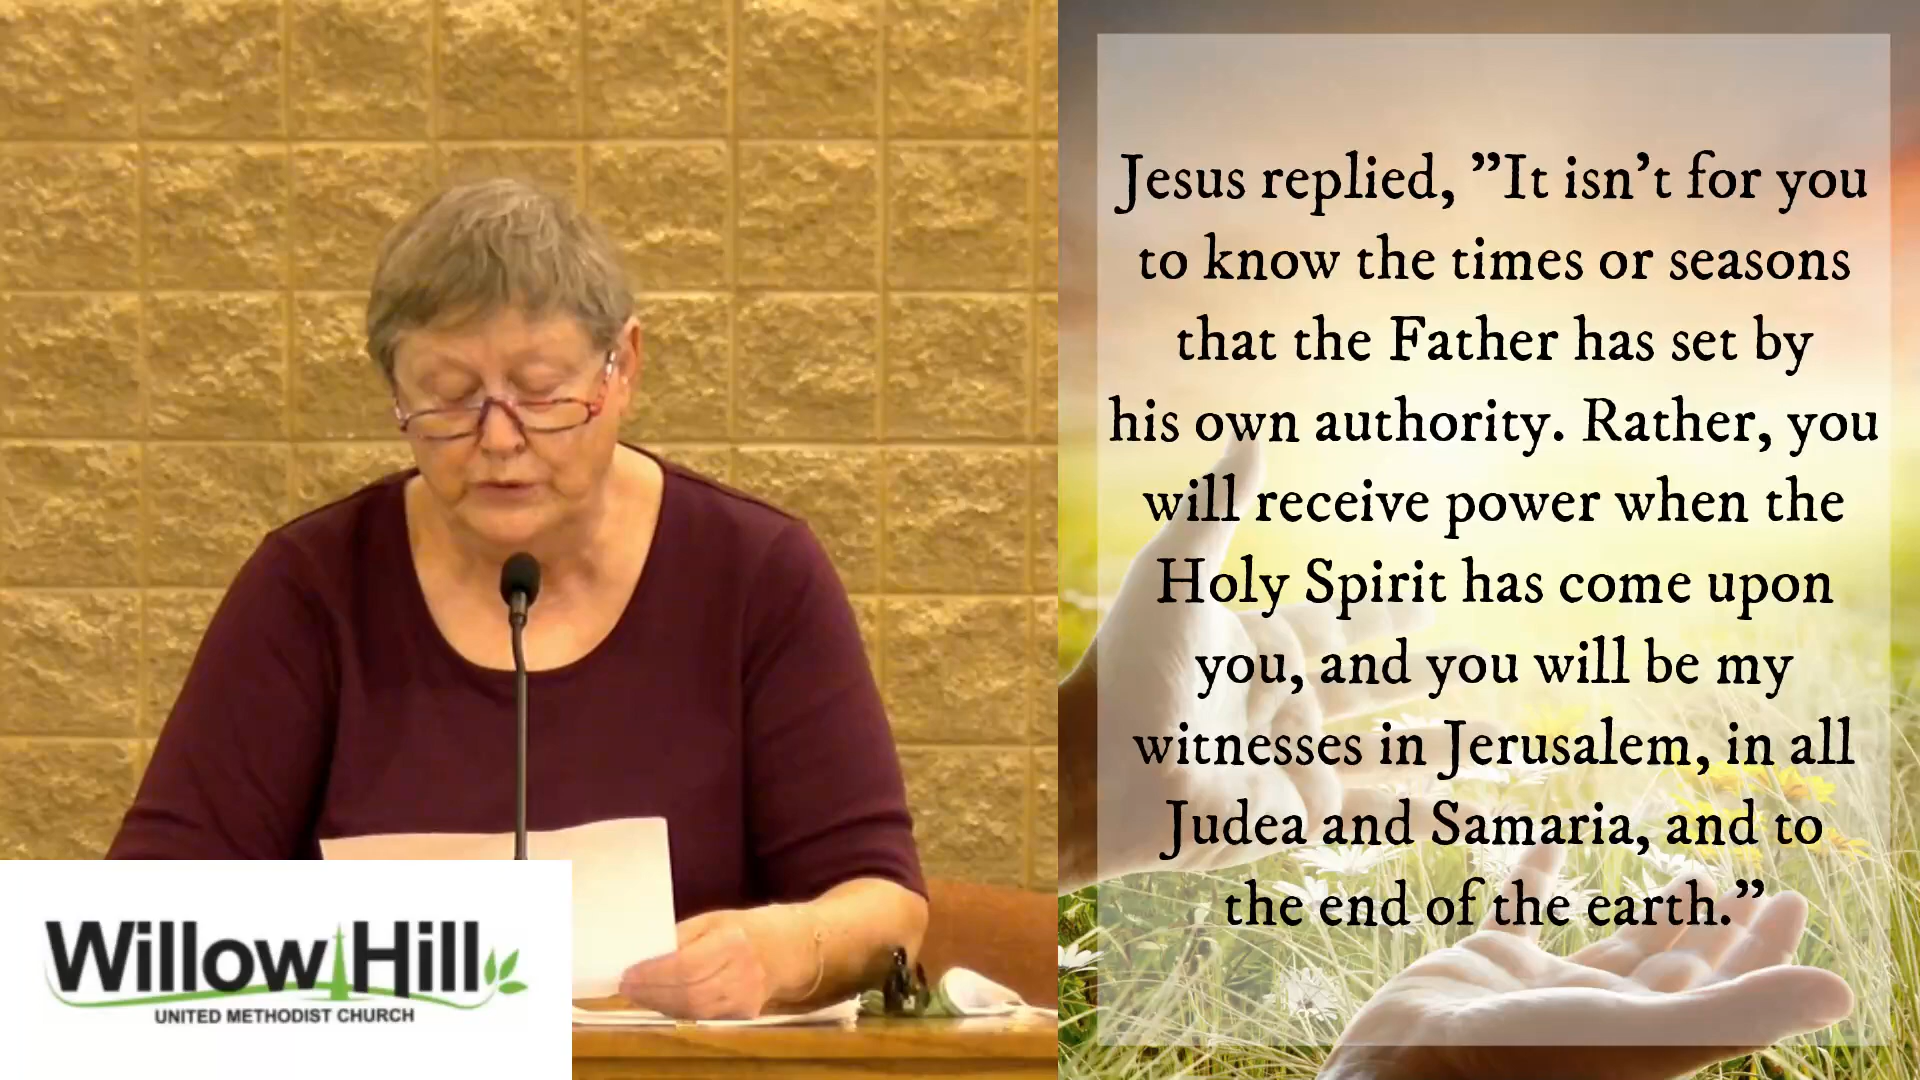 Jesus replied, ”It isn’t for you
to know the times or seasons
that the Father has set by
his own authority. Rather, you
will receive power when the
Holy Spirit has come upon
you, and you will be my
witnesses in Jerusalem, in all
Judea and Samaria, and to
the end of the earth.”
Willow Hill
UNITED METHODIST CHURCH